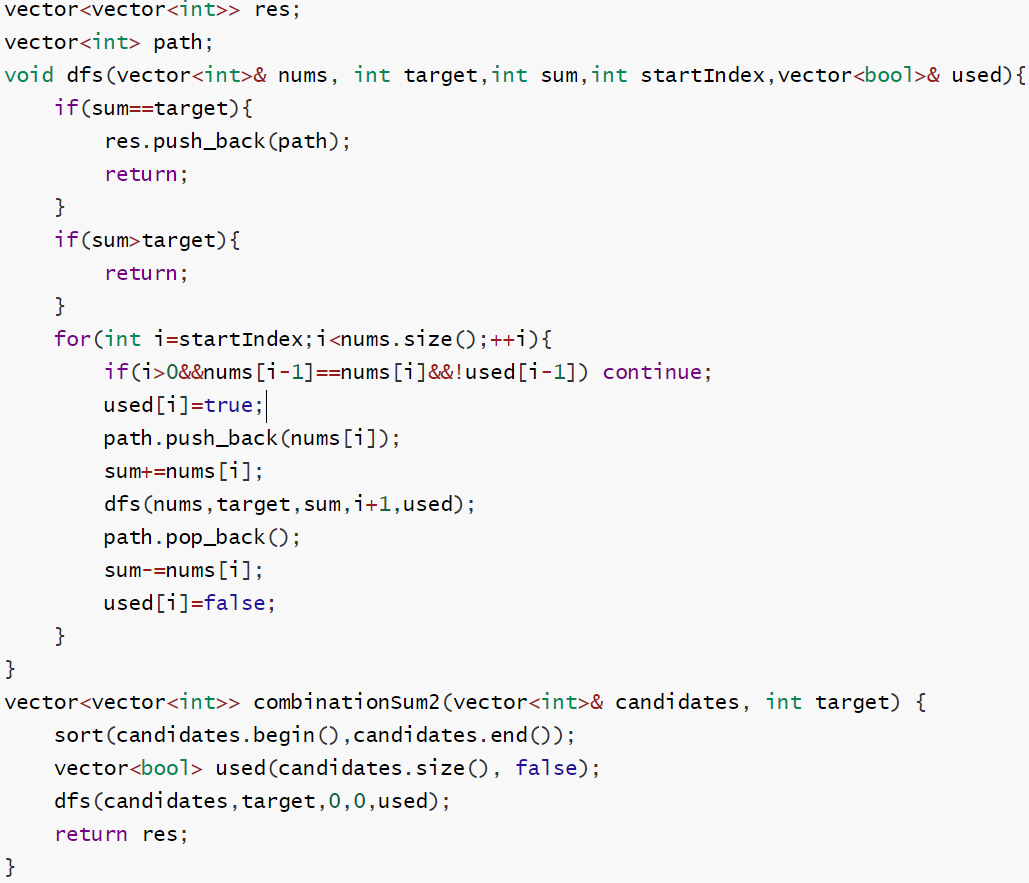 vector<vector<int>> res;
vector<int> path;
void dfs(vector<int>& nums, int target,int sum,int startIndex,vector<bool>& used){
    if(sum==target){
        res.push_back(path);
        return;
    }
    if(sum>target){
        return;
    }
    for(int i=startIndex;i<nums.size();++i){
        if(i>0&&nums[i-1]==nums[i]&&!used[i-1]) continue;
        used[i]=true;
        path.push_back(nums[i]);
        sum+=nums[i];
        dfs(nums,target,sum,i+1,used);
        path.pop_back();
        sum-=nums[i];
        used[i]=false;
    }
}
vector<vector<int>> combinationSum2(vector<int>& candidates, int target) {
    sort(candidates.begin(),candidates.end());
    vector<bool> used(candidates.size(), false);
    dfs(candidates,target,0,0,used);
    return res;
}